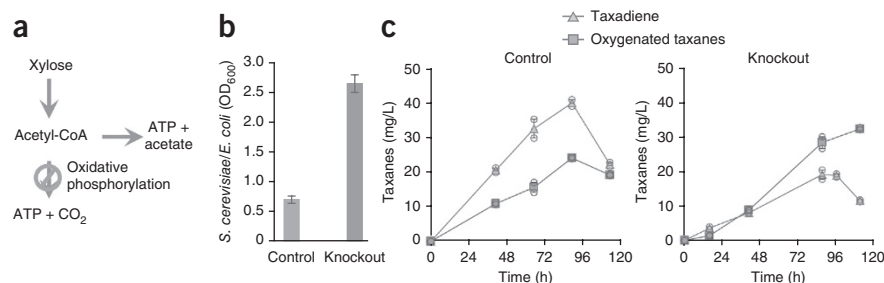 a
Xylose
Acetyl-CoA
ATP +
acetate
Oxidative
phosphorylation
ATP + CO2
b
S. cerevisiae/E. coli (OD600)
3.0
2.5
2.0
1.5
1.0
0.5
0
Control Knockout
c
Taxadiene
Oxygenated taxanes
Control
Taxanes (mg/L)
50
40
30
20
10
0
0 24 48 72 96 120
Time (h)
Knockout
Taxanes (mg/L)
50
40
30
20
10
0
0 24 48 72 96 120
Time (h)